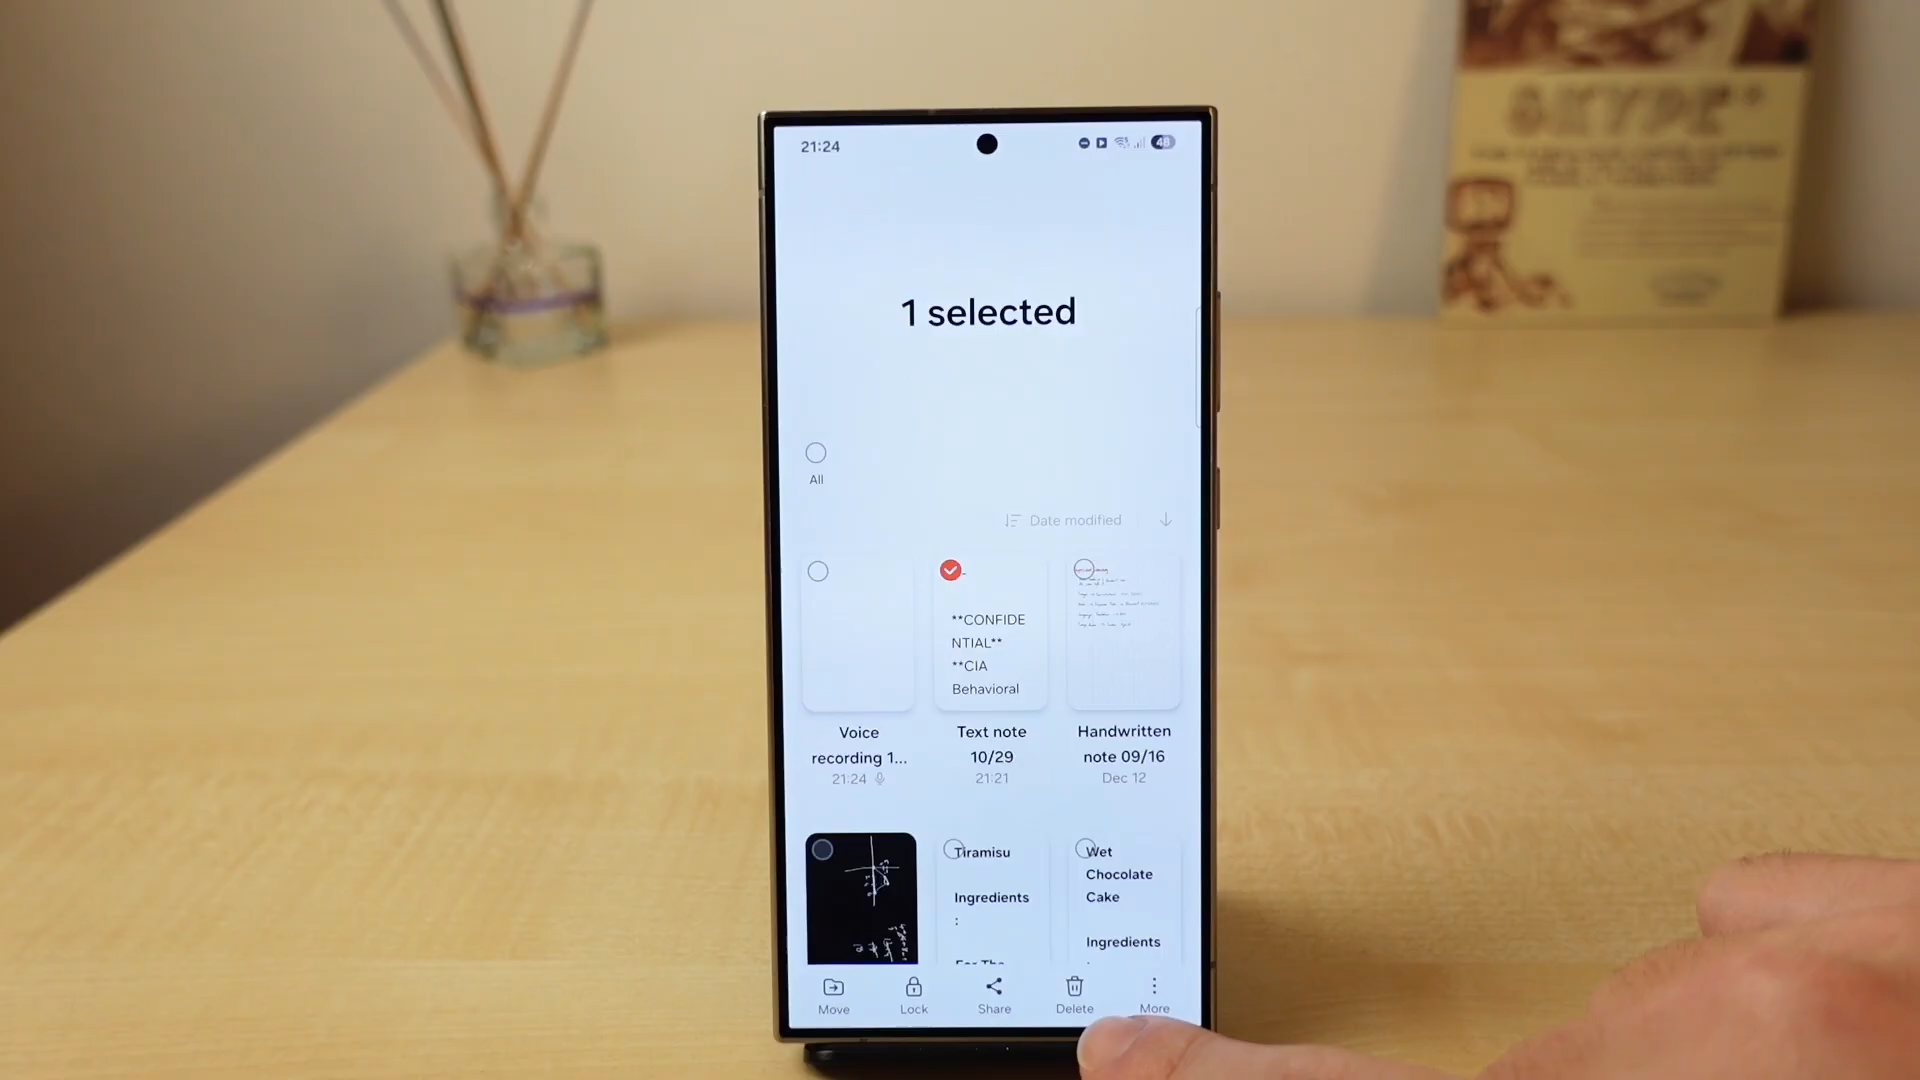 21:24
48
1 selected
All
Date modified
**CONFIDE
NTIAL**
**CIA
Behavioral
Voice
recording 1...
21:24
Text note
10/29
21:21
Handwritten
note 09/16
Dec 12
Tiramisu
Ingredients
:
Wet
Chocolate
Cake
Ingredients
Move
Lock
Share
Delete
More
SKYPE